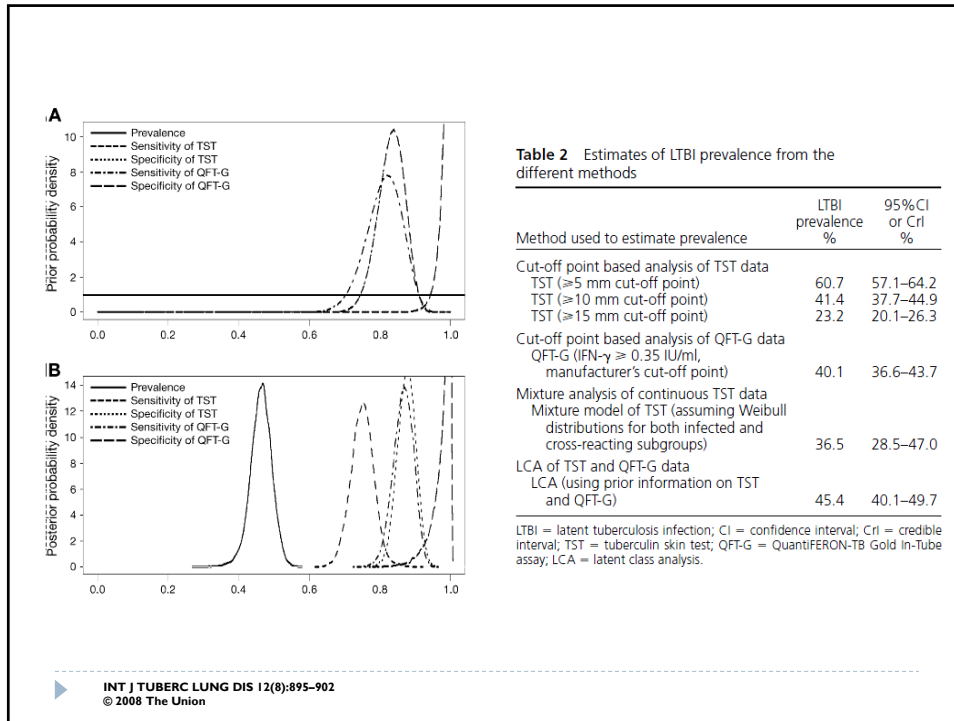 A
Prior probability density
10
8
6
4
2
0
Prevalence
Sensitivity of TST
Specificity of TST
Sensitivity of QFT-G
Specificity of QFT-G
0.0 0.2 0.4 0.6 0.8 1.0
B
Posterior probability density
14
12
10
8
6
4
2
0
Prevalence
Sensitivity of TST
Specificity of TST
Sensitivity of QFT-G
Specificity of QFT-G
0.0 0.2 0.4 0.6 0.8 1.0
Table 2 Estimates of LTBI prevalence from the
different methods
LTBI 95%CI
prevalence or CrI
Method used to estimate prevalence % %
Cut-off point based analysis of TST data
TST (⩾5 mm cut-off point) 60.7 57.1–64.2
TST (⩾10 mm cut-off point) 41.4 37.7–44.9
TST (⩾15 mm cut-off point) 23.2 20.1–26.3
Cut-off point based analysis of QFT-G data
QFT-G (IFN-γ ⩾ 0.35 IU/ml,
manufacturer's cut-off point) 40.1 36.6–43.7
Mixture analysis of continuous TST data
Mixture model of TST (assuming Weibull
distributions for both infected and
cross-reacting subgroups) 36.5 28.5–47.0
LCA of TST and QFT-G data
LCA (using prior information on TST
and QFT-G) 45.4 40.1–49.7
LTBI = latent tuberculosis infection; CI = confidence interval; CrI = credible
interval; TST = tuberculin skin test; QFT-G = QuantiFERON-TB Gold In-Tube
assay; LCA = latent class analysis.
INT J TUBERC LUNG DIS 12(8):895–902
© 2008 The Union